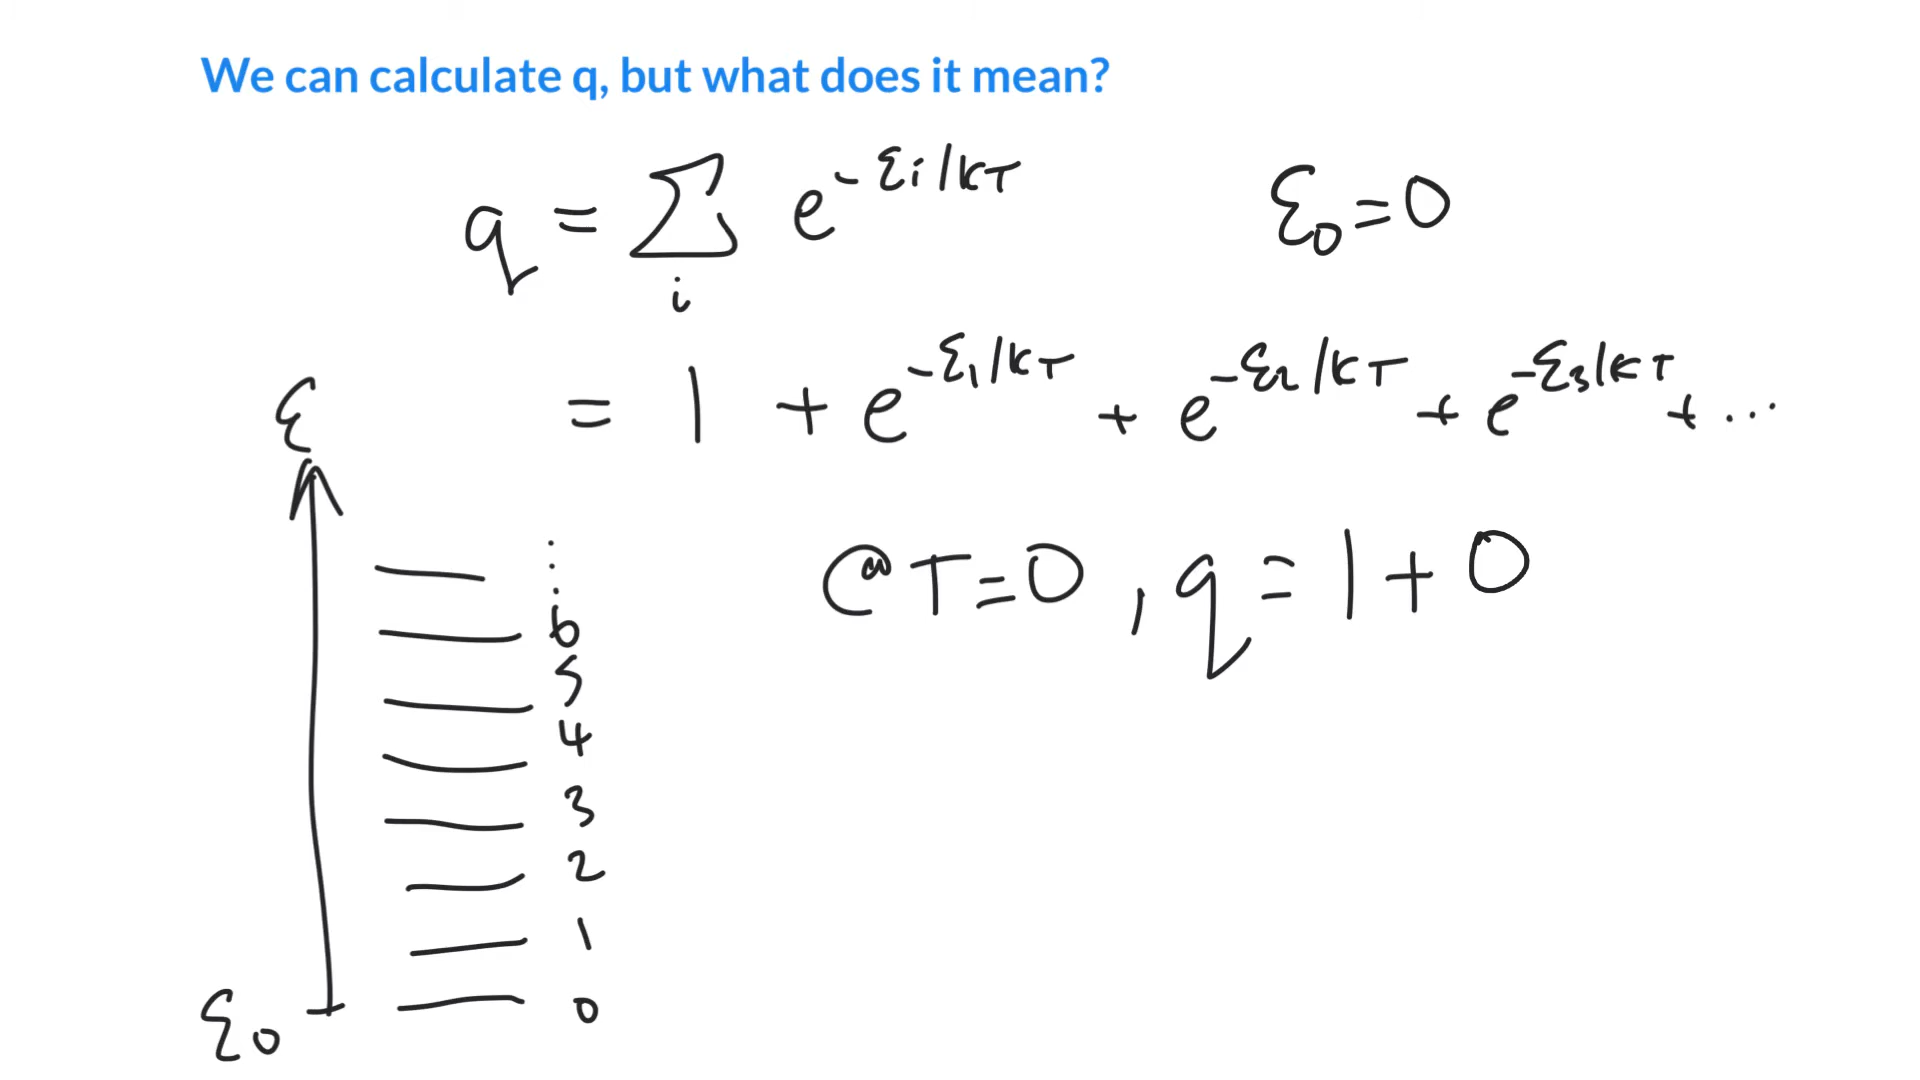 We can calculate q, but what does it mean?
q = Σ e^{-εi/kT}    ε₀=0
i
ε = 1 + e^{-ε₁/kT} + e^{-ε₂/kT} + e^{-ε₃/kT} + ...
@T=0, q = 1+0
⋮
6
5
4
3
2
1
ε₀ 0